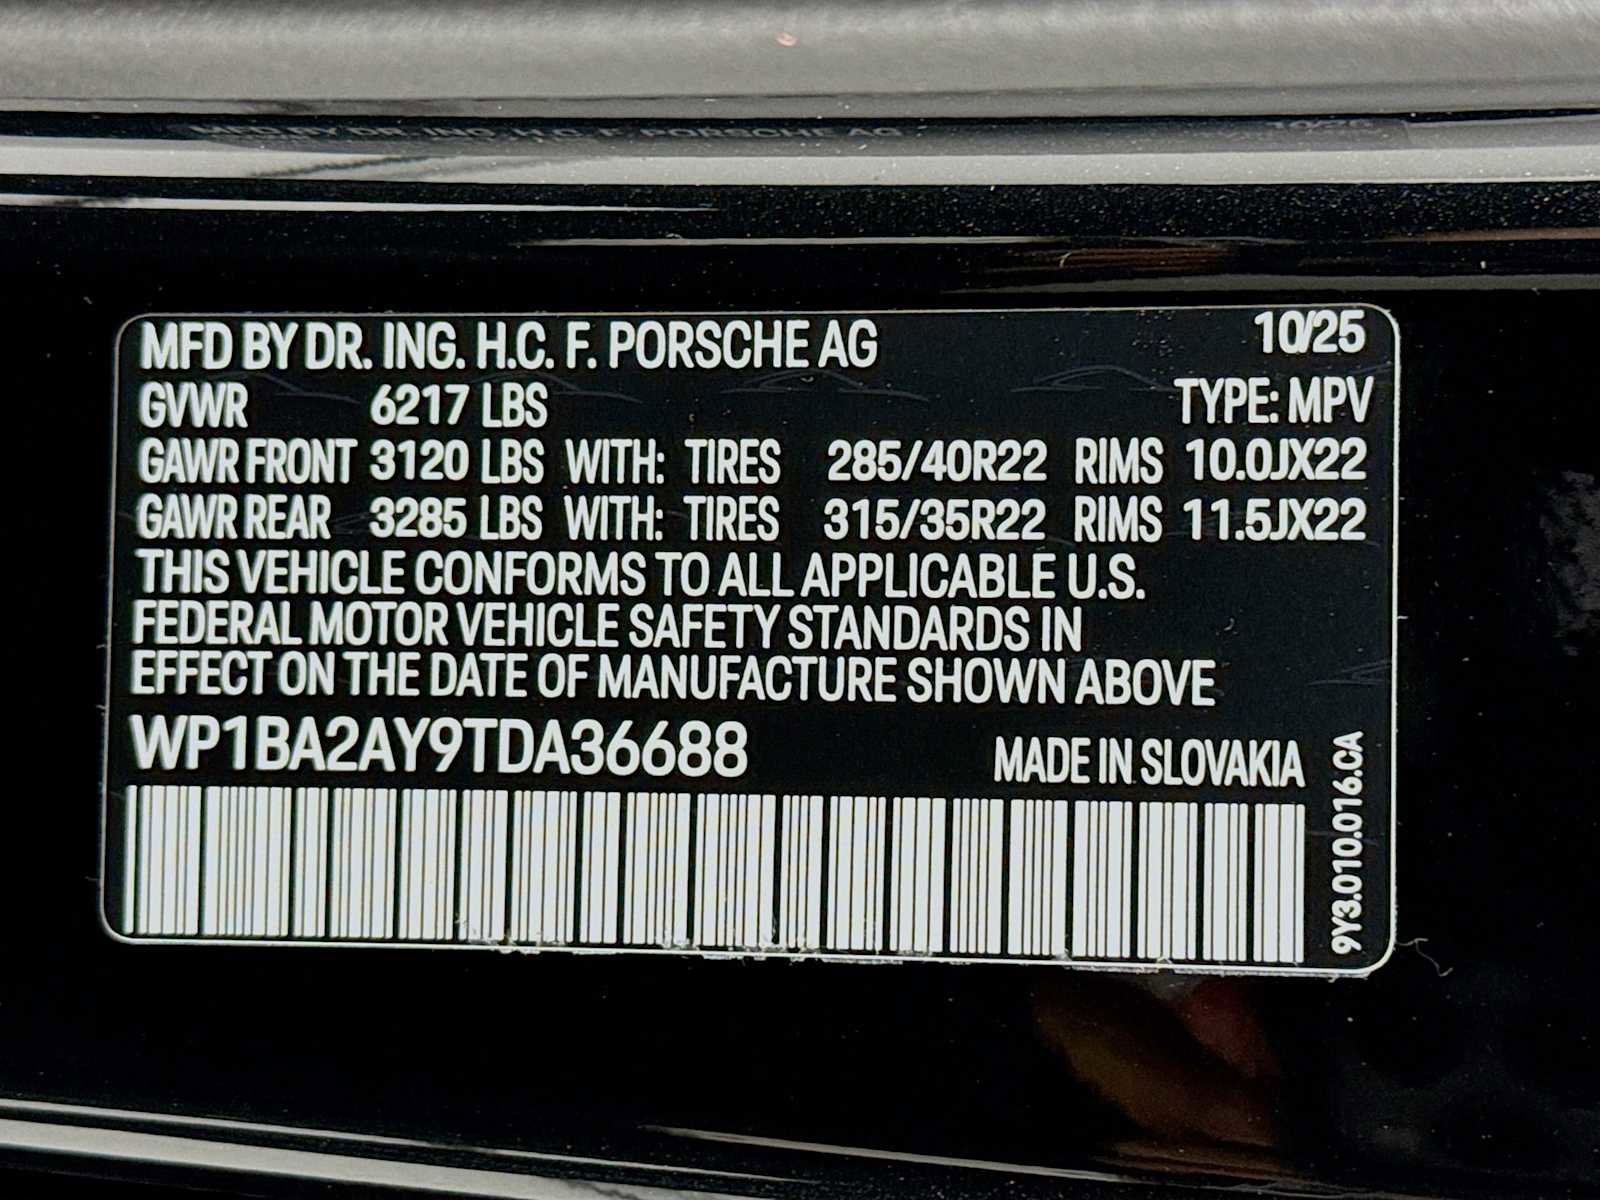 MFD BY DR. ING. H.C. F. PORSCHE AG 10/25
GVWR 6217 LBS TYPE: MPV
GAWR FRONT 3120 LBS WITH: TIRES 285/40R22 RIMS 10.0JX22
GAWR REAR 3285 LBS WITH: TIRES 315/35R22 RIMS 11.5JX22
THIS VEHICLE CONFORMS TO ALL APPLICABLE U.S.
FEDERAL MOTOR VEHICLE SAFETY STANDARDS IN
EFFECT ON THE DATE OF MANUFACTURE SHOWN ABOVE
WP1BA2AY9TDA36688 MADE IN SLOVAKIA
9Y3.010.016.CA